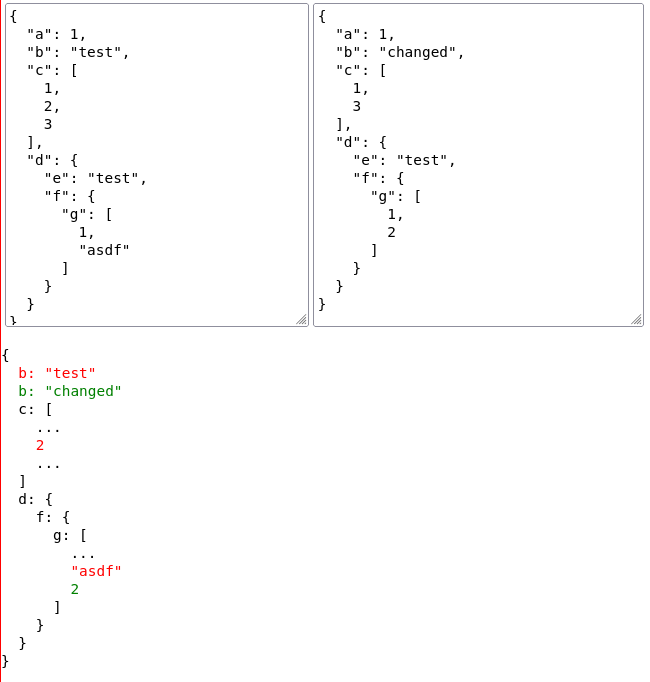 {
  "a": 1,
  "b": "test",
  "c": [
    1,
    2,
    3
  ],
  "d": {
    "e": "test",
    "f": {
      "g": [
        1,
        "asdf"
      ]
    }
  }
}
{
  "a": 1,
  "b": "changed",
  "c": [
    1,
    3
  ],
  "d": {
    "e": "test",
    "f": {
      "g": [
        1,
        2
      ]
    }
  }
}
{
  b: "test"
  b: "changed"
  c: [
    ...
    2
    ...
  ]
  d: {
    f: {
      g: [
        ...
        "asdf"
        2
      ]
    }
  }
}